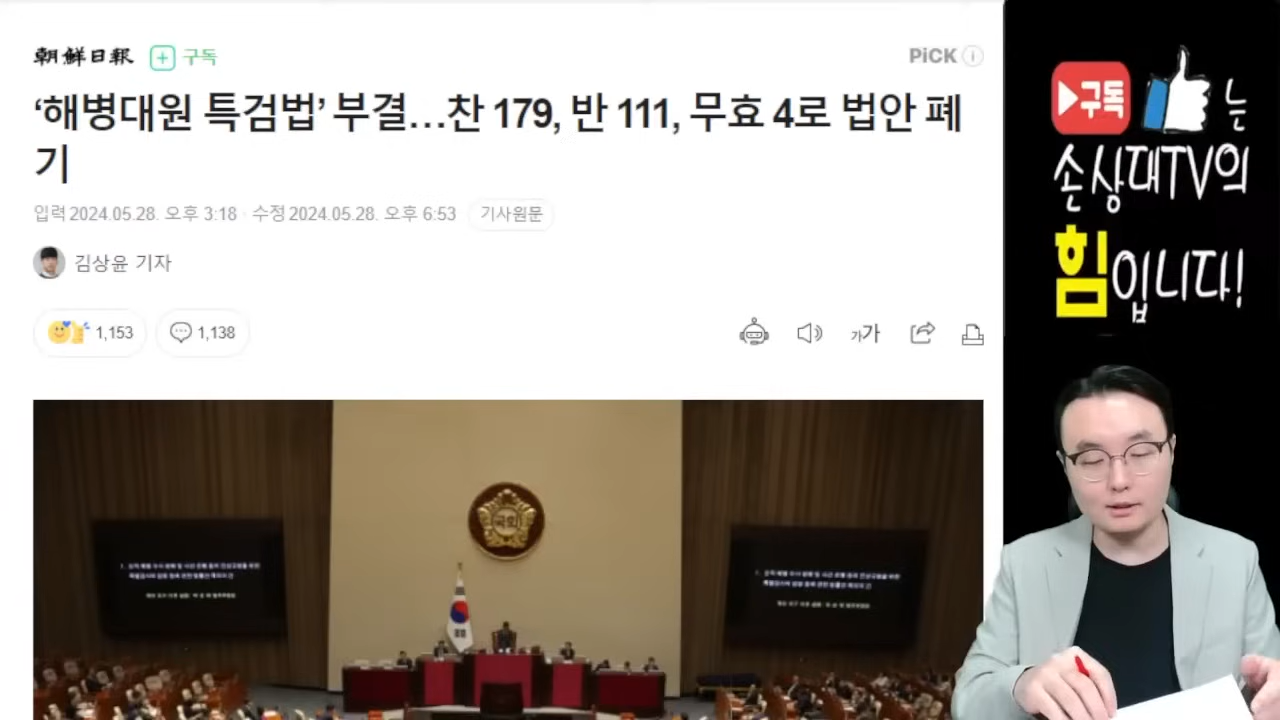 朝鮮日報 + 구독
PiCK i
‘해병대원 특검법’ 부결…찬 179, 반 111, 무효 4로 법안 폐
기
입력 2024.05.28. 오후 3:18 · 수정 2024.05.28. 오후 6:53 기사원문
김상윤 기자
1,153 1,138
가가
국회
구독 는
손상대TV의
힘입니다!